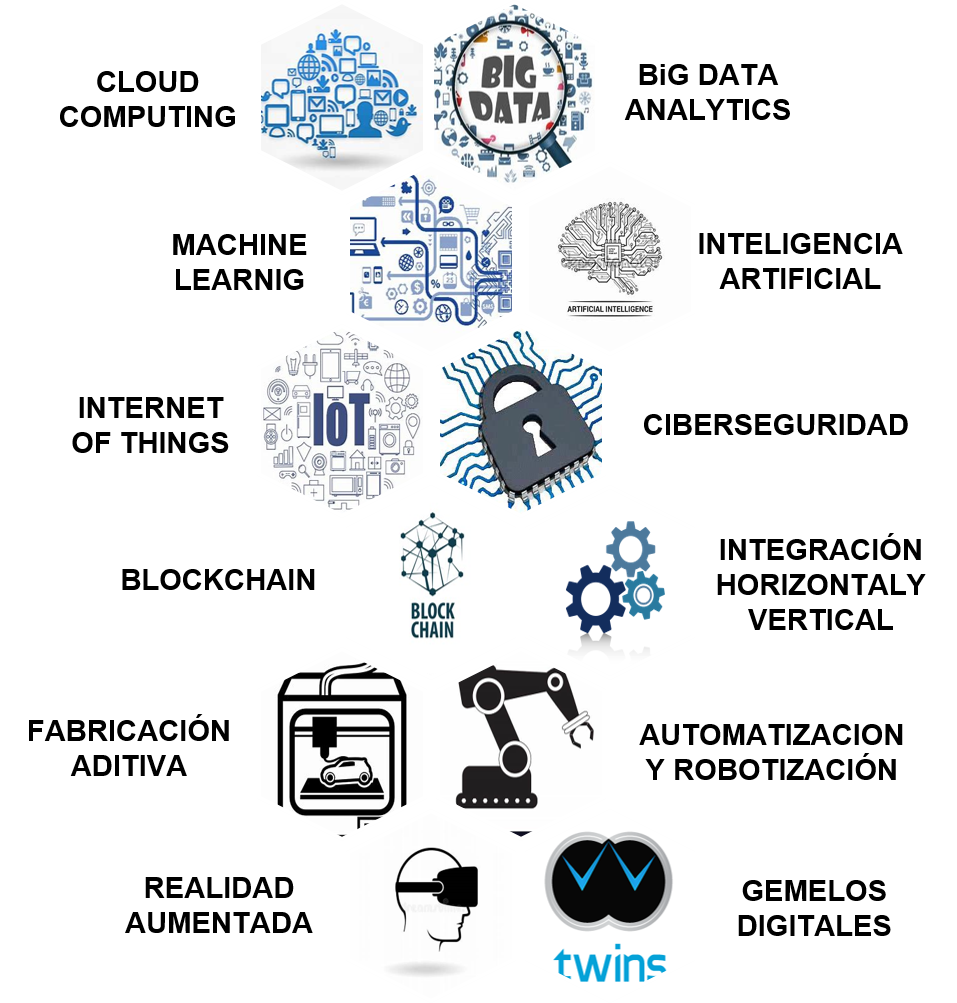 CLOUD
COMPUTING
BIG
DATA
BiG DATA
ANALYTICS
MACHINE
LEARNIG
ARTIFICIAL INTELLIGENCE
INTELIGENCIA
ARTIFICIAL
INTERNET
OF THINGS
IoT
CIBERSEGURIDAD
BLOCKCHAIN
BLOCK
CHAIN
INTEGRACIÓN
HORIZONTALY
VERTICAL
FABRICACIÓN
ADITIVA
AUTOMATIZACION
Y ROBOTIZACIÓN
REALIDAD
AUMENTADA
twins
GEMELOS
DIGITALES